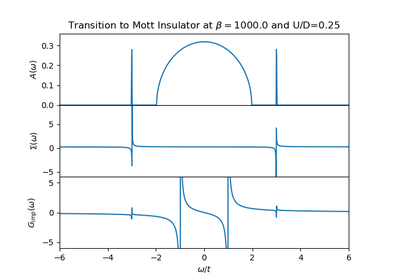 Transition to Mott Insulator at β = 1000.0 and U/D=0.25
A(ω)
0.3
0.2
0.1
0.0
Σ(ω)
5
0
−5
G_imp(ω)
5
0
−5
−6 −4 −2 0 2 4 6
ω/t